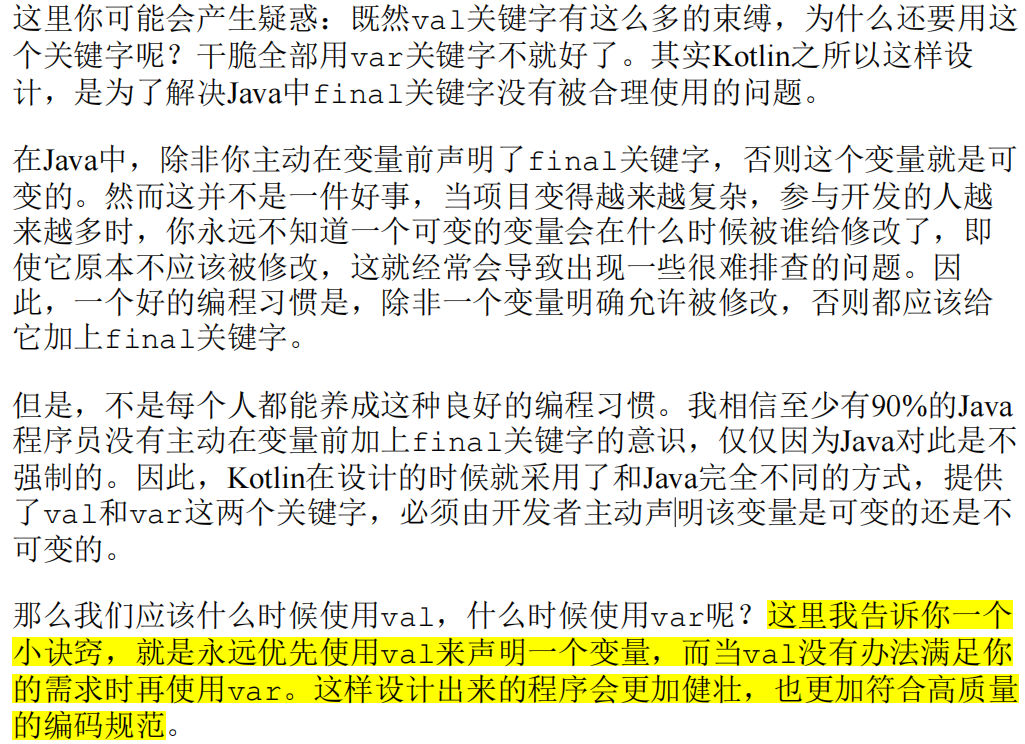 这里你可能会产生疑惑：既然val关键字有这么多的束缚，为什么还要用这
个关键字呢？干脆全部用var关键字不就好了。其实Kotlin之所以这样设
计，是为了解决Java中final关键字没有被合理使用的问题。
在Java中，除非你主动在变量前声明了final关键字，否则这个变量就是可
变的。然而这并不是一件好事，当项目变得越来越复杂，参与开发的人越
来越多时，你永远不知道一个可变的变量会在什么时候被谁给修改了，即
使它原本不应该被修改，这就经常会导致出现一些很难排查的问题。因
此，一个好的编程习惯是，除非一个变量明确允许被修改，否则都应该给
它加上final关键字。
但是，不是每个人都能养成这种良好的编程习惯。我相信至少有90%的Java
程序员没有主动在变量前加上final关键字的意识，仅仅因为Java对此是不
强制的。因此，Kotlin在设计的时候就采用了和Java完全不同的方式，提供
了val和var这两个关键字，必须由开发者主动声明该变量是可变的还是不
可变的。
那么我们应该什么时候使用val，什么时候使用var呢？这里我告诉你一个
小诀窍，就是永远优先使用val来声明一个变量，而当val没有办法满足你
的需求时再使用var。这样设计出来的程序会更加健壮，也更加符合高质量
的编码规范。